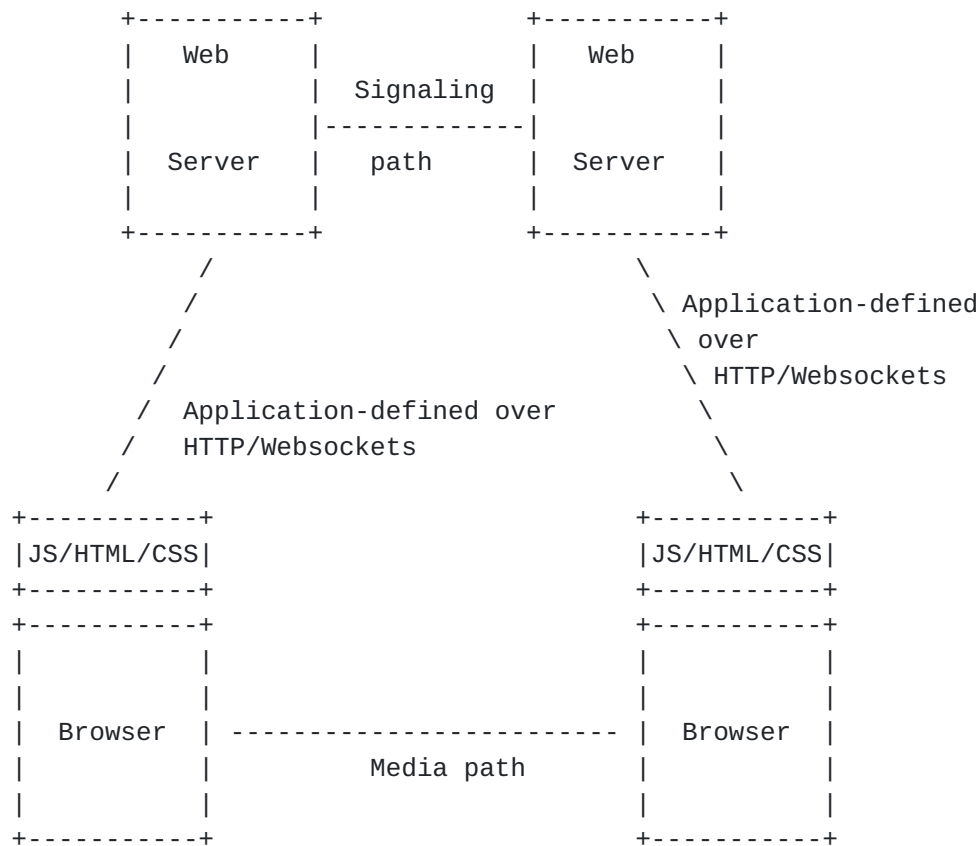 Web Web
Signaling
Server path Server
Application-defined
over
HTTP/Websockets
Application-defined over
HTTP/Websockets
JS/HTML/CSS JS/HTML/CSS
Browser Browser
Media path